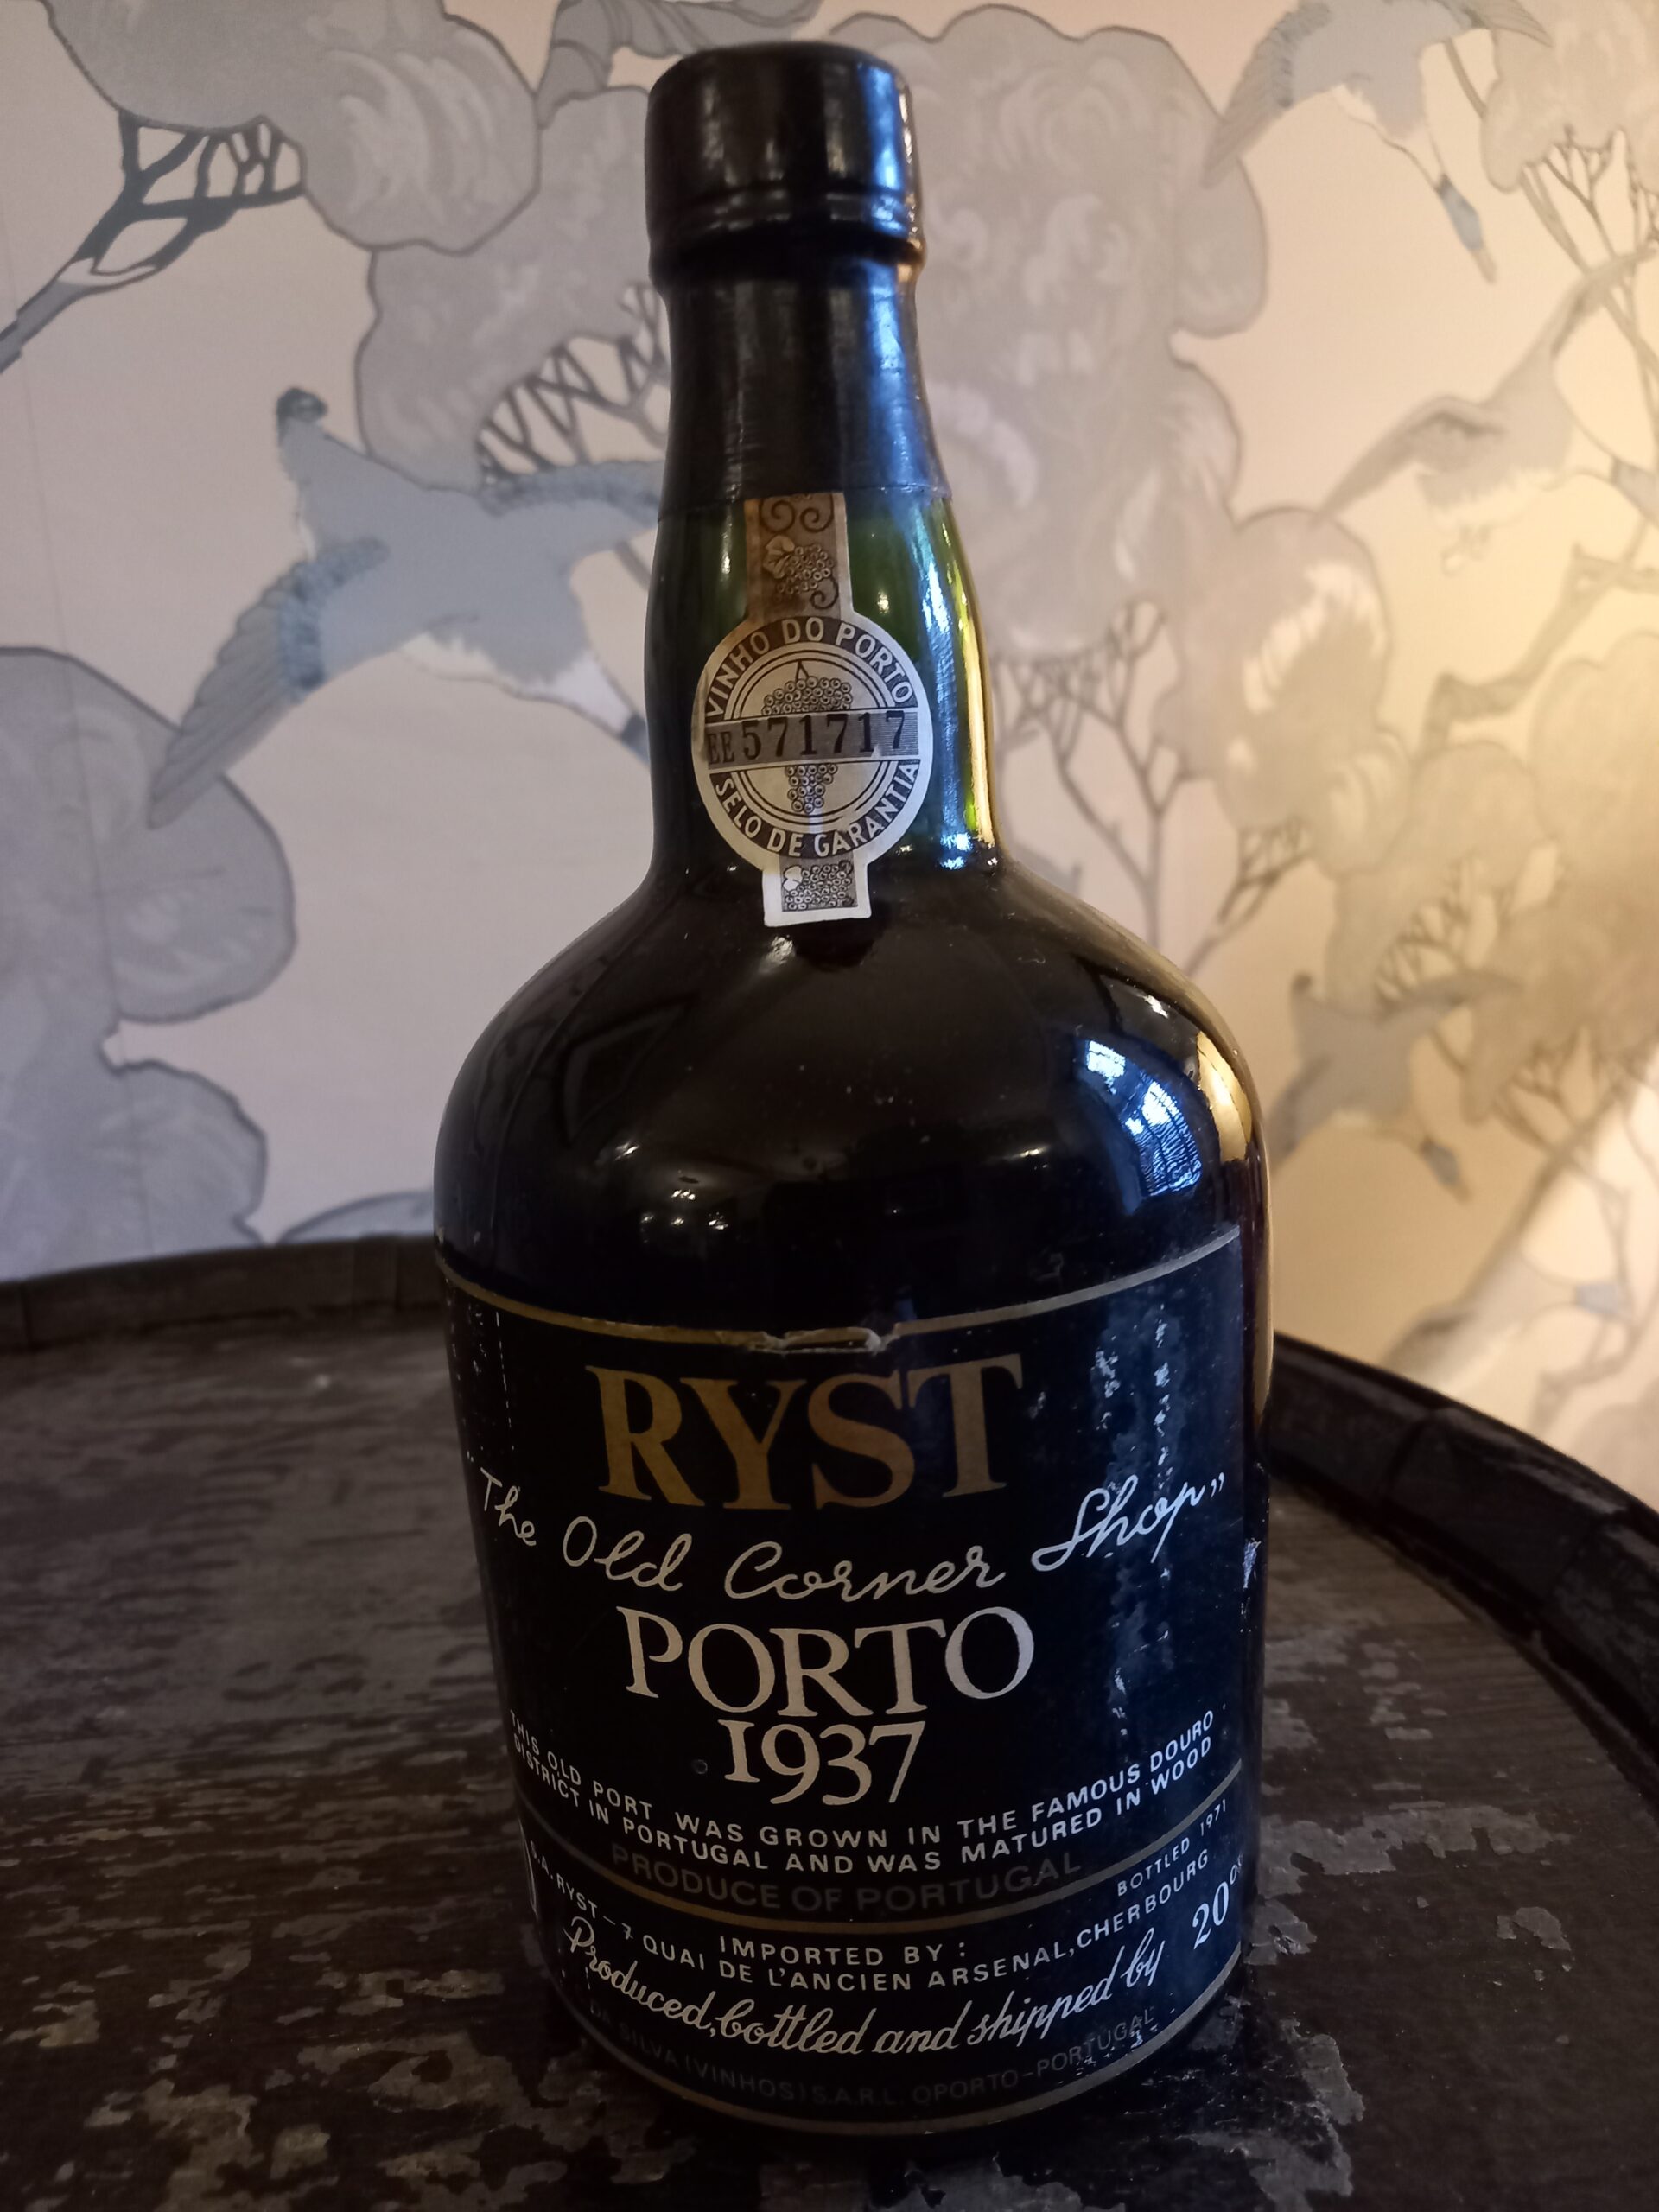 VINHO DO PORTO
EE 571717
SELO DE GARANTIA
RYST
"The Old Corner Shop"
PORTO
1937
THIS OLD PORT WAS GROWN IN THE FAMOUS DOURO
DISTRICT IN PORTUGAL AND WAS MATURED IN WOOD
PRODUCE OF PORTUGAL
BOTTLED 1971
IMPORTED BY :
S.A. RYST - 7 QUAI DE L'ANCIEN ARSENAL, CHERBOURG
Produced, bottled and shipped by
20°
DA SILVA (VINHOS) S.A.R.L. OPORTO-PORTUGAL